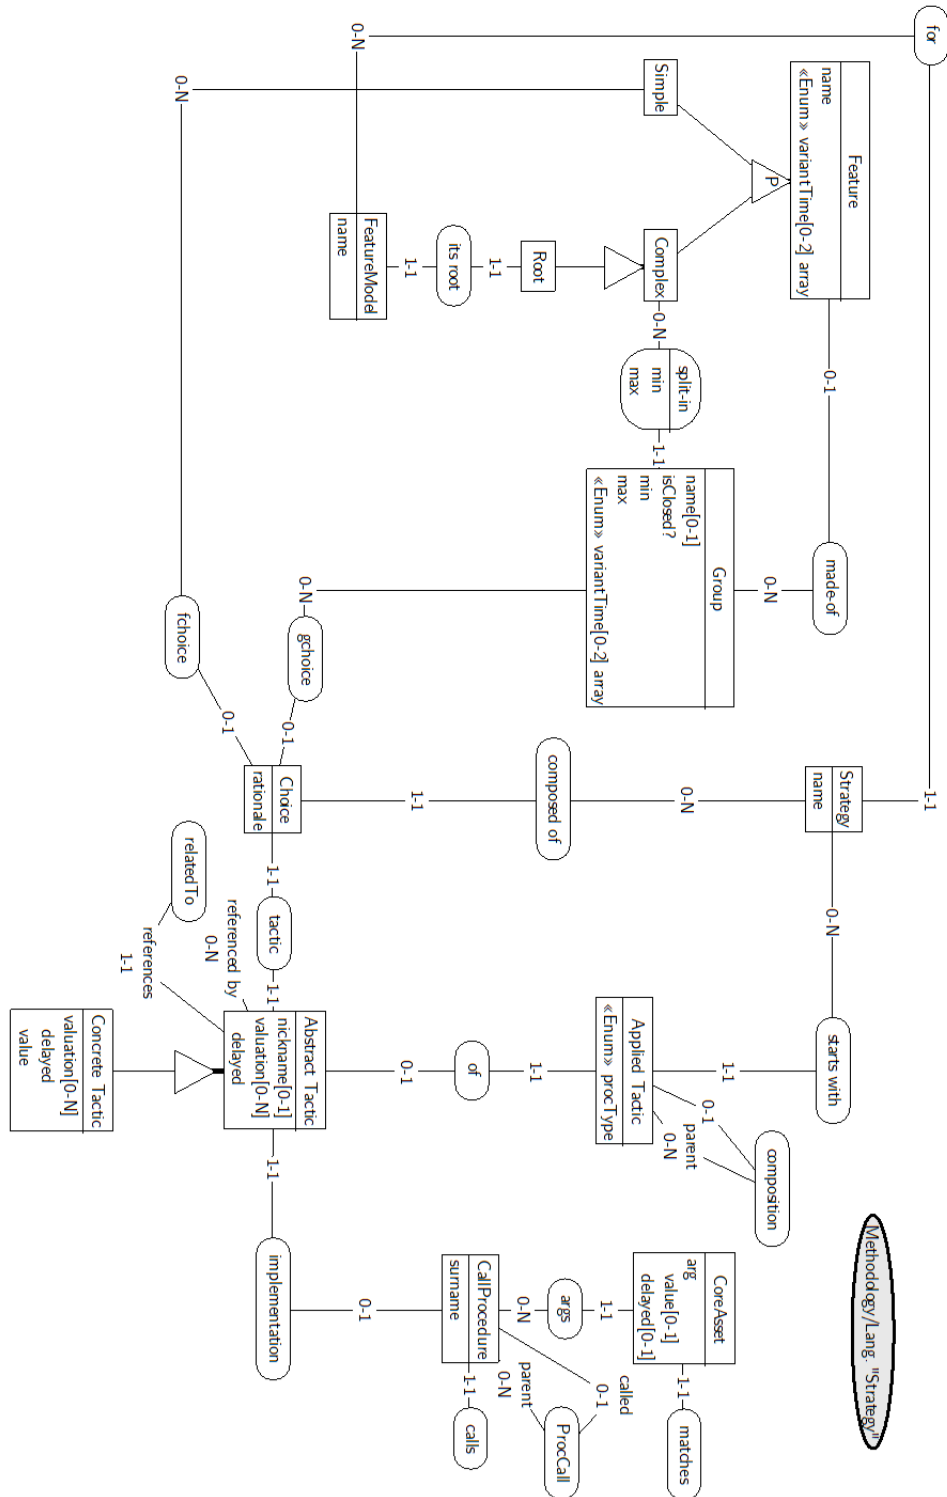 for
0-N
1-1
Feature
name
«Enum» variantTime[0-2] array
P
Simple
0-N
Complex
Root
1-1
its root
1-1
FeatureModel
name
0-N
split-in
min
max
1-1
0-1
made-of
0-N
Group
name[0-1]
isClosed?
min
max
«Enum» variantTime[0-2] array
0-N
gchoice
0-1
fchoice
0-1
Choice
rationale
1-1
composed of
0-N
Strategy
name
0-N
starts with
1-1
Applied Tactic
«Enum» procType
0-1
parent
0-N
composition
1-1
of
0-1
1-1
tactic
1-1
relatedTo
referenced by
0-N
references
1-1
Abstract Tactic
nickname[0-1]
valuation[0-N]
delayed
Concrete Tactic
valuation[0-N]
delayed
value
1-1
implementation
0-1
CallProcedure
surname
0-N
args
1-1
CoreAsset
arg
value[0-1]
delayed[0-1]
1-1
matches
called
0-1
parent
0-N
ProcCall
1-1
calls
Methodology/Lang. "Strategy"